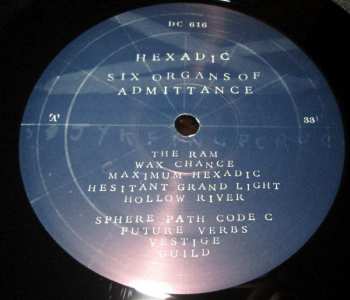 DC 616
HEXADIC
SIX ORGANS OF
ADMITTANCE
33⅓
THE RAM
WAX CHANCE
MAXIMUM HEXADIC
HESITANT GRAND LIGHT
HOLLOW RIVER
SPHERE PATH CODE C
FUTURE VERBS
VESTIGE
GUILD